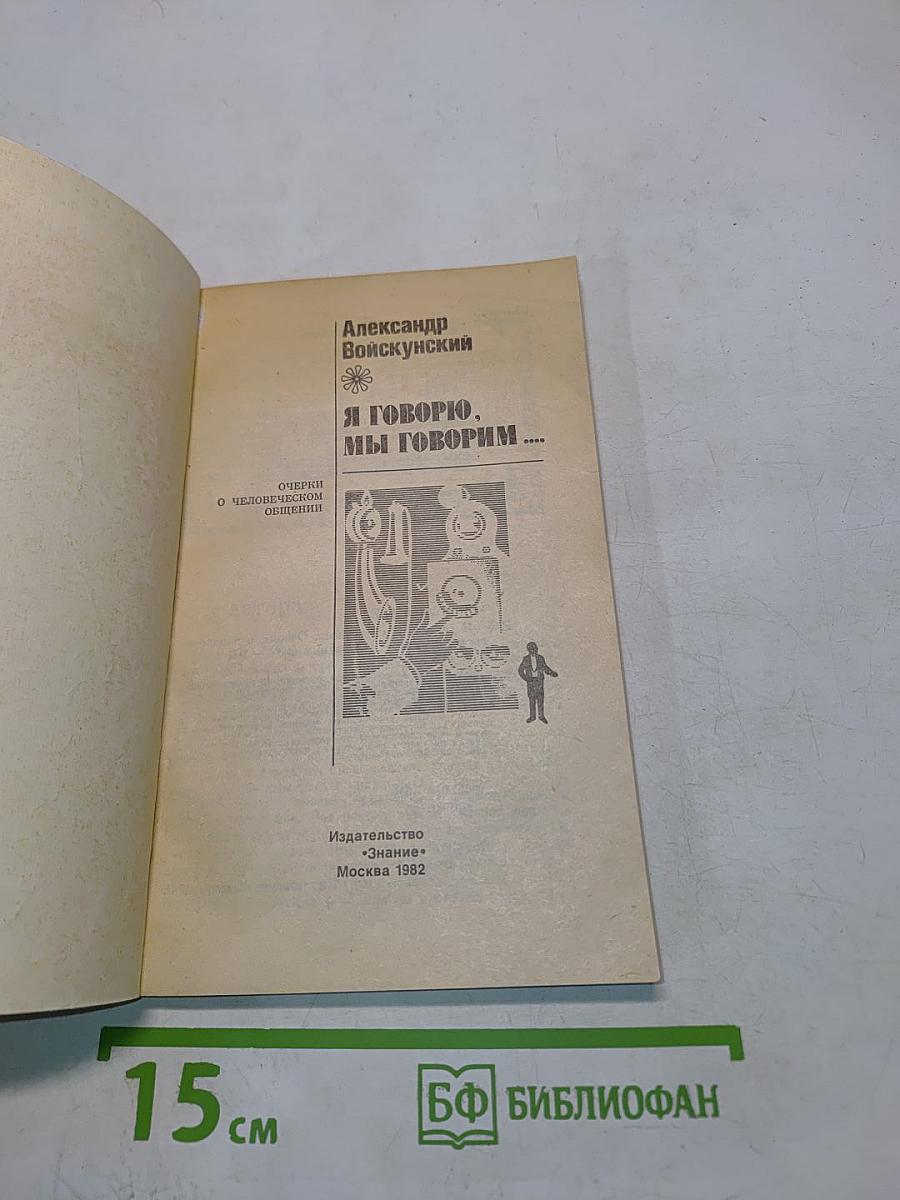 Александр
Войскунский
Я ГОВОРЮ,
МЫ ГОВОРИМ ....
ОЧЕРКИ
О ЧЕЛОВЕЧЕСКОМ
ОБЩЕНИИ
Издательство
•Знание•
Москва 1982
15 см
БФ БИБЛИОФАН